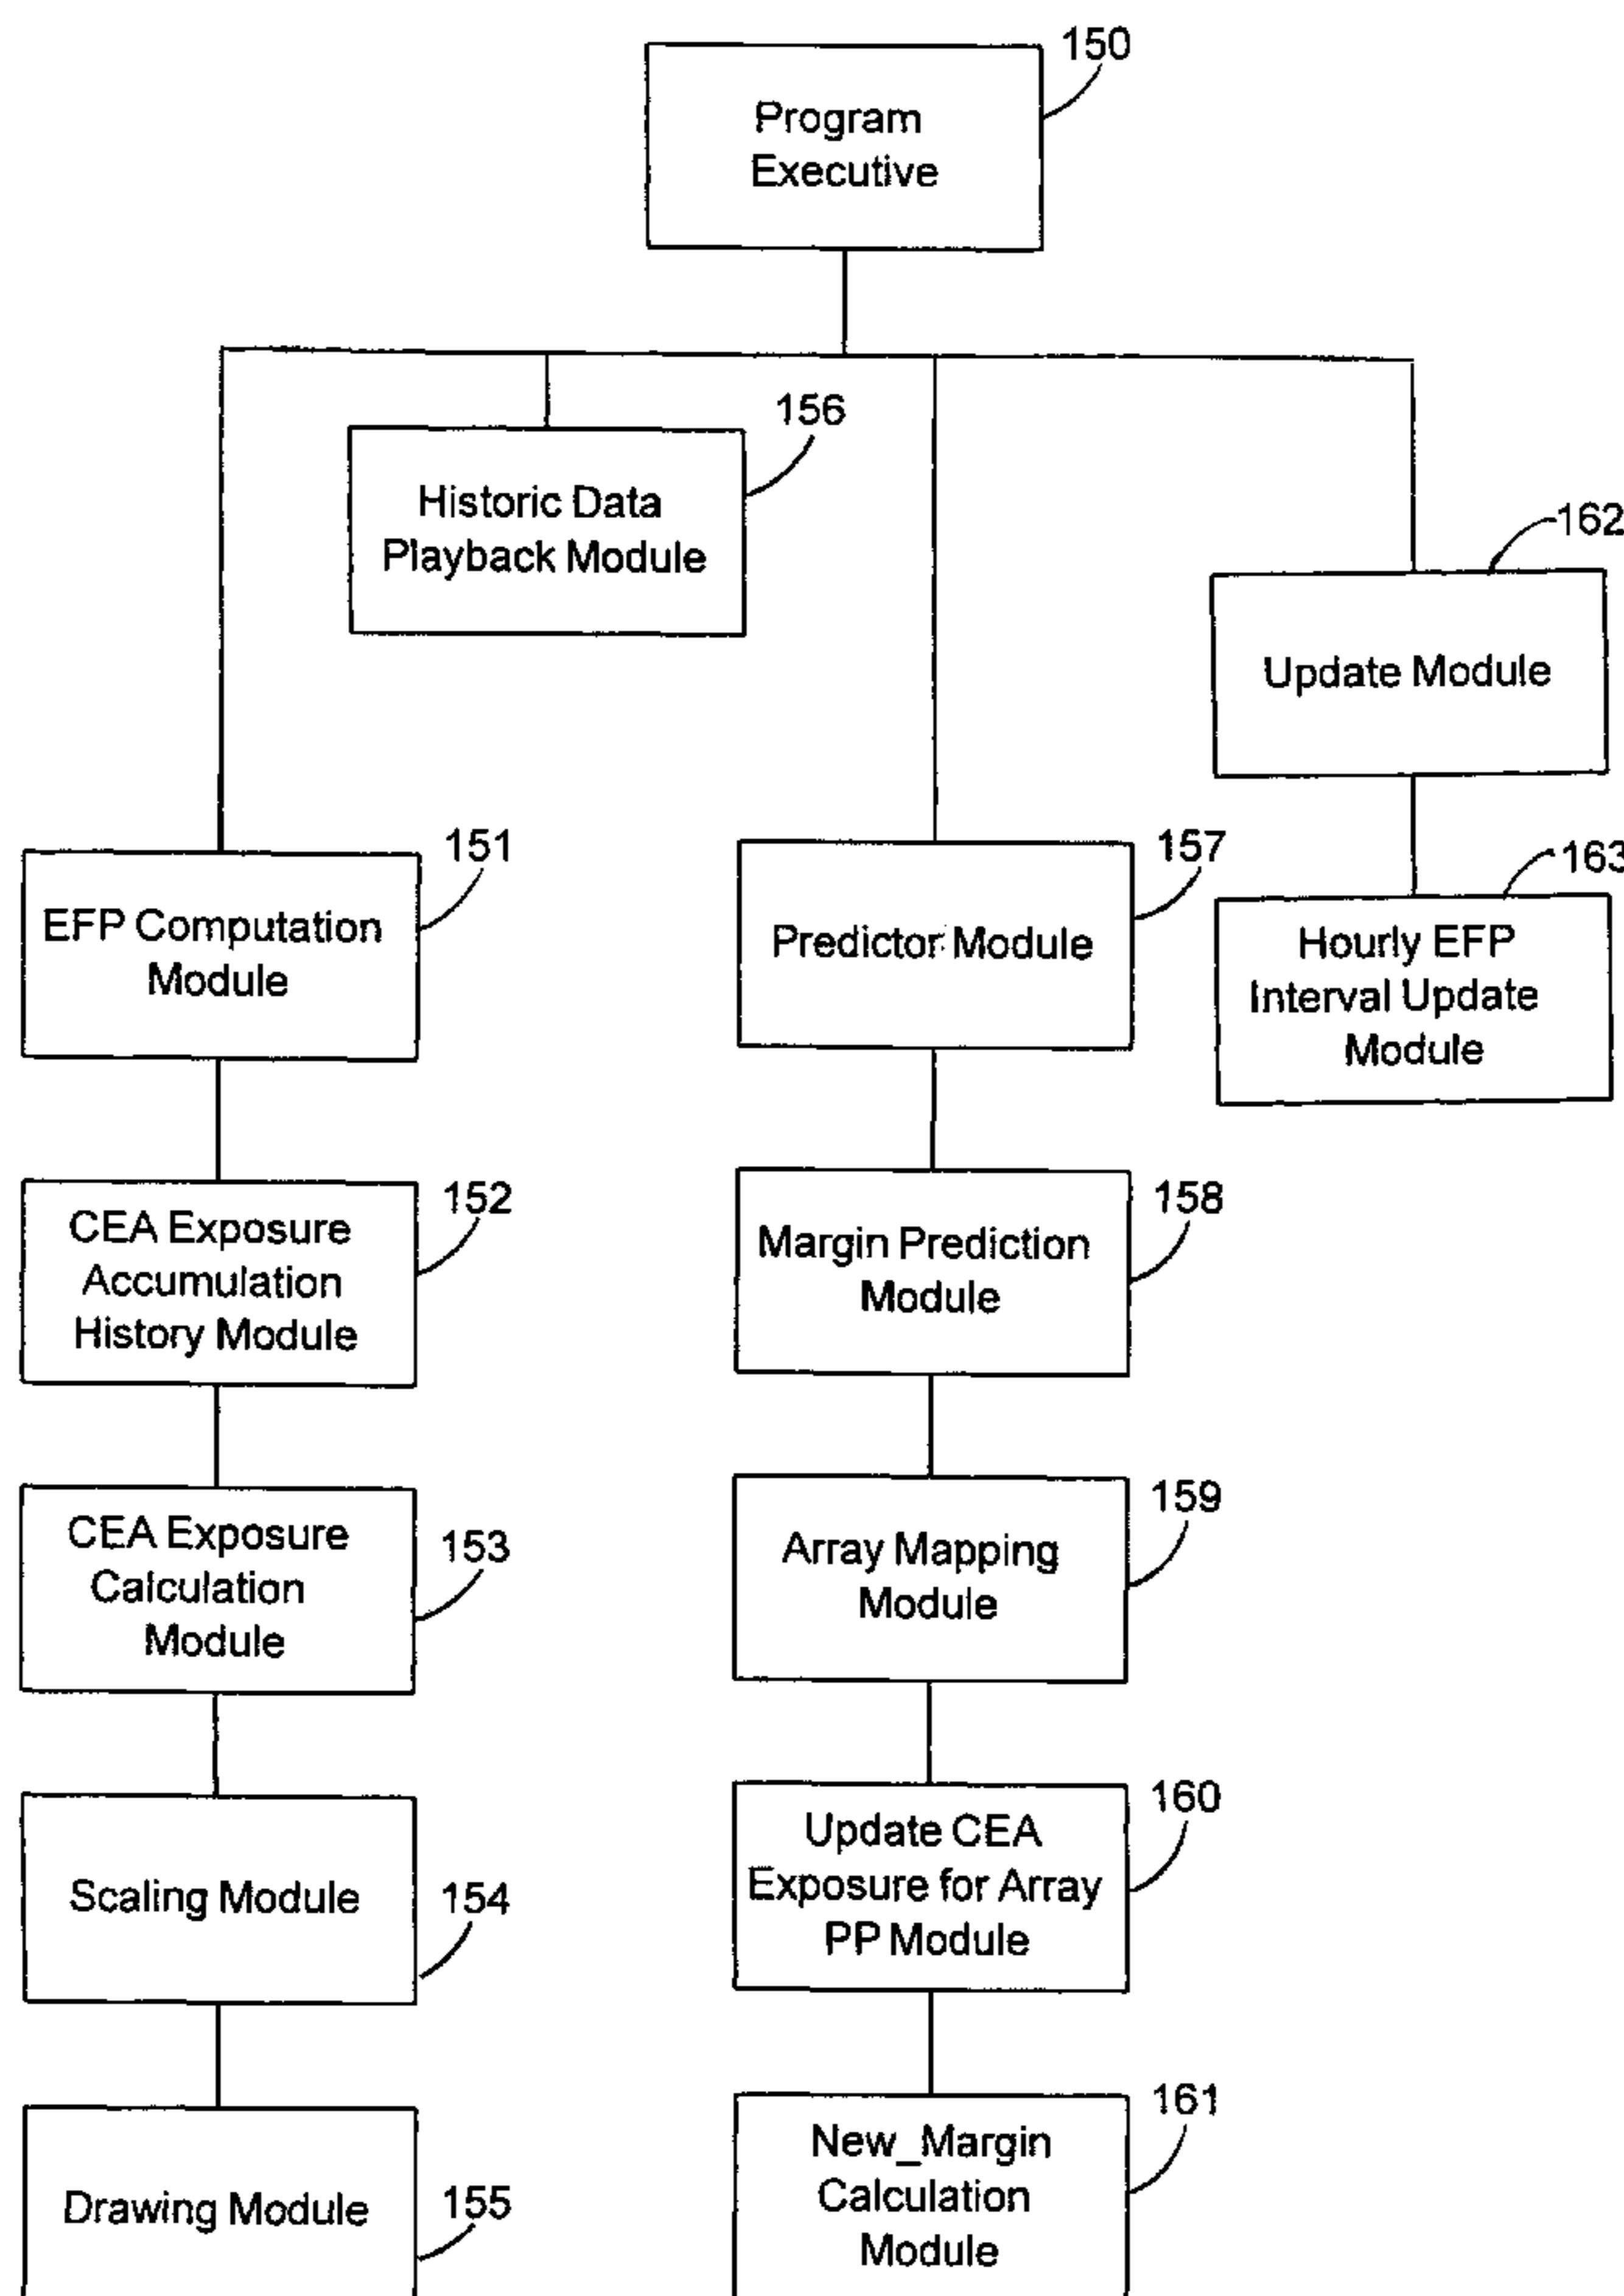 150
Program
Executive
156
Historic Data
Playback Module
162
Update Module
151
EFP Computation
Module
157
Predictor Module
163
Hourly EFP
Interval Update
Module
152
CEA Exposure
Accumulation
History Module
158
Margin Prediction
Module
153
CEA Exposure
Calculation
Module
159
Array Mapping
Module
154
Scaling Module
160
Update CEA
Exposure for Array
PP Module
155
Drawing Module
161
New_Margin
Calculation
Module